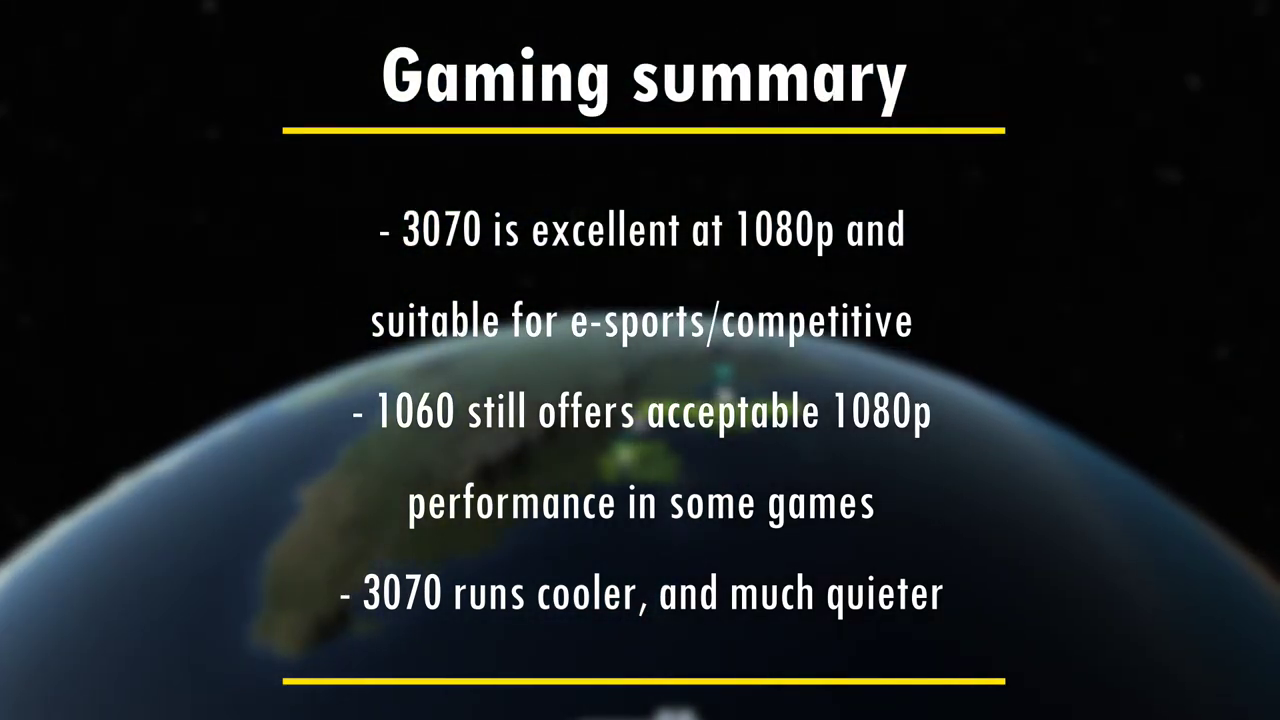 Gaming summary
- 3070 is excellent at 1080p and
suitable for e-sports/competitive
- 1060 still offers acceptable 1080p
performance in some games
- 3070 runs cooler, and much quieter